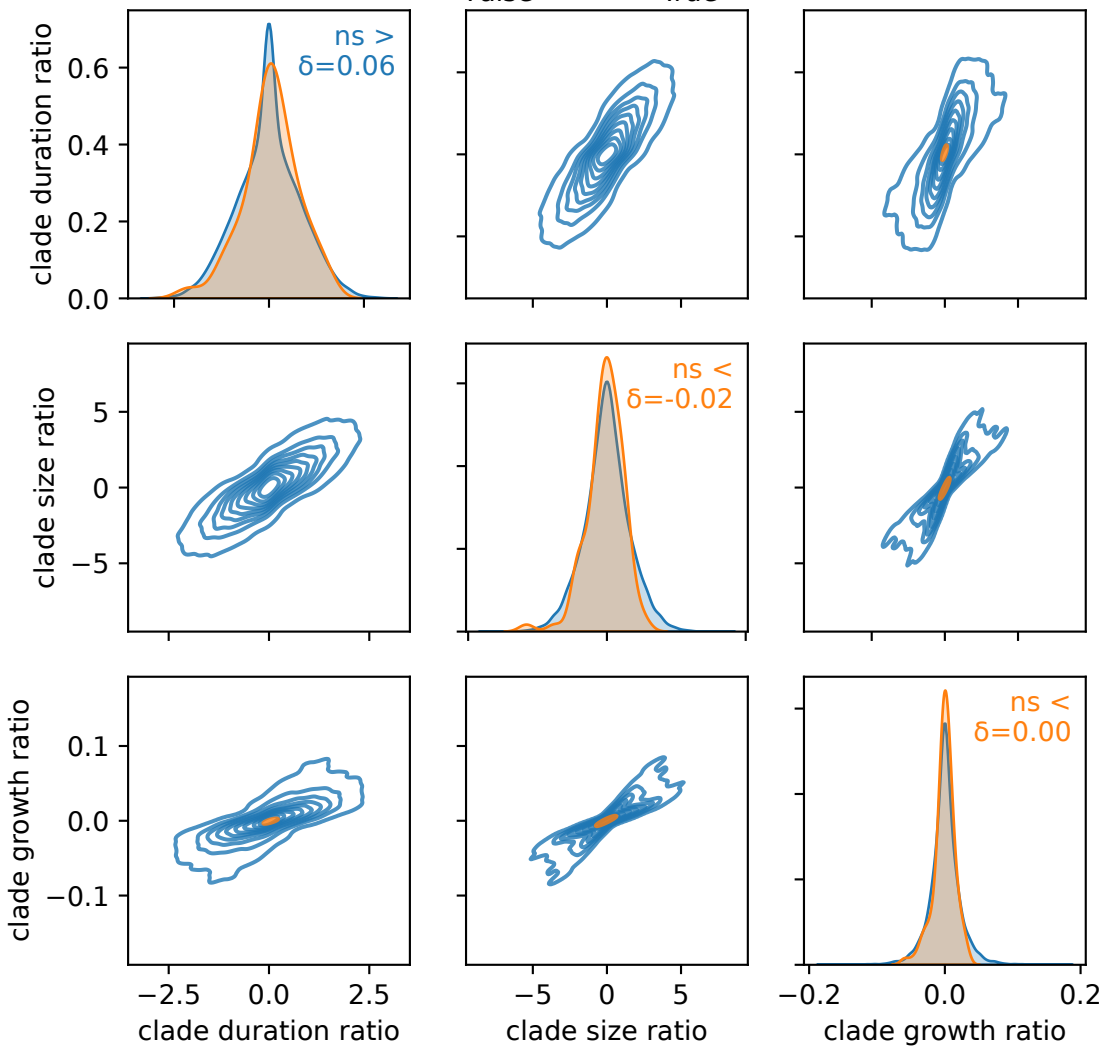 clade duration ratio
0.6
0.4
0.2
0.0
ns >
δ=0.06
clade size ratio
5
0
−5
ns <
δ=-0.02
clade growth ratio
0.1
0.0
−0.1
ns <
δ=0.00
−2.5 0.0 2.5
−5 0 5
−0.2 0.0 0.2
clade duration ratio
clade size ratio
clade growth ratio